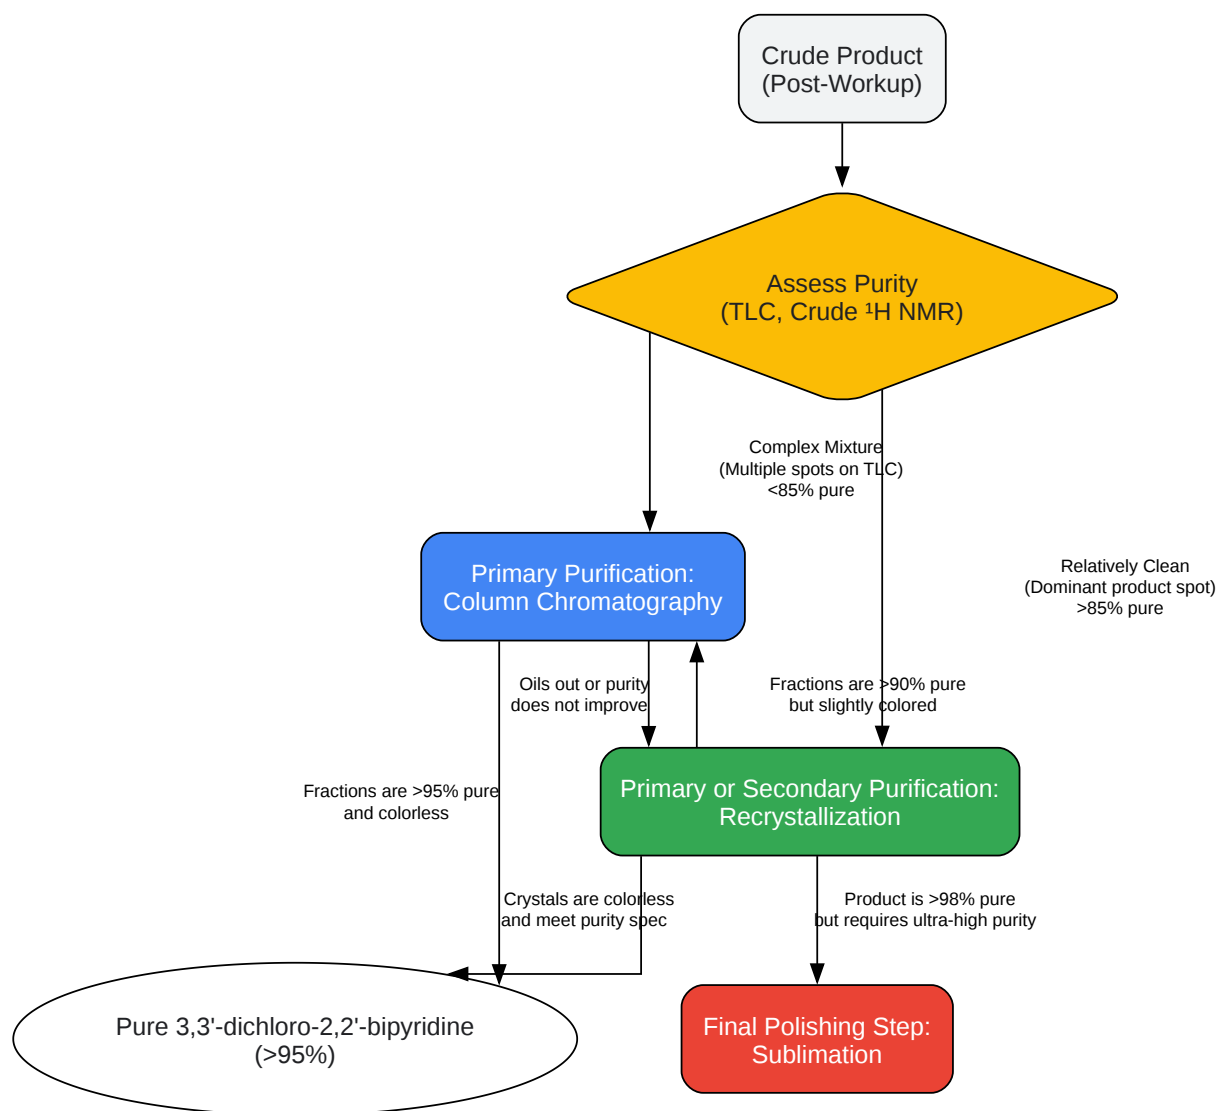 Crude Product
(Post-Workup)
Assess Purity
(TLC, Crude ¹H NMR)
Complex Mixture
(Multiple spots on TLC)
<85% pure
Relatively Clean
(Dominant product spot)
>85% pure
Primary Purification:
Column Chromatography
Oils out or purity
does not improve
Fractions are >90% pure
but slightly colored
Fractions are >95% pure
and colorless
Primary or Secondary Purification:
Recrystallization
Crystals are colorless
and meet purity spec
Product is >98% pure
but requires ultra-high purity
Pure 3,3'-dichloro-2,2'-bipyridine
(>95%)
Final Polishing Step:
Sublimation